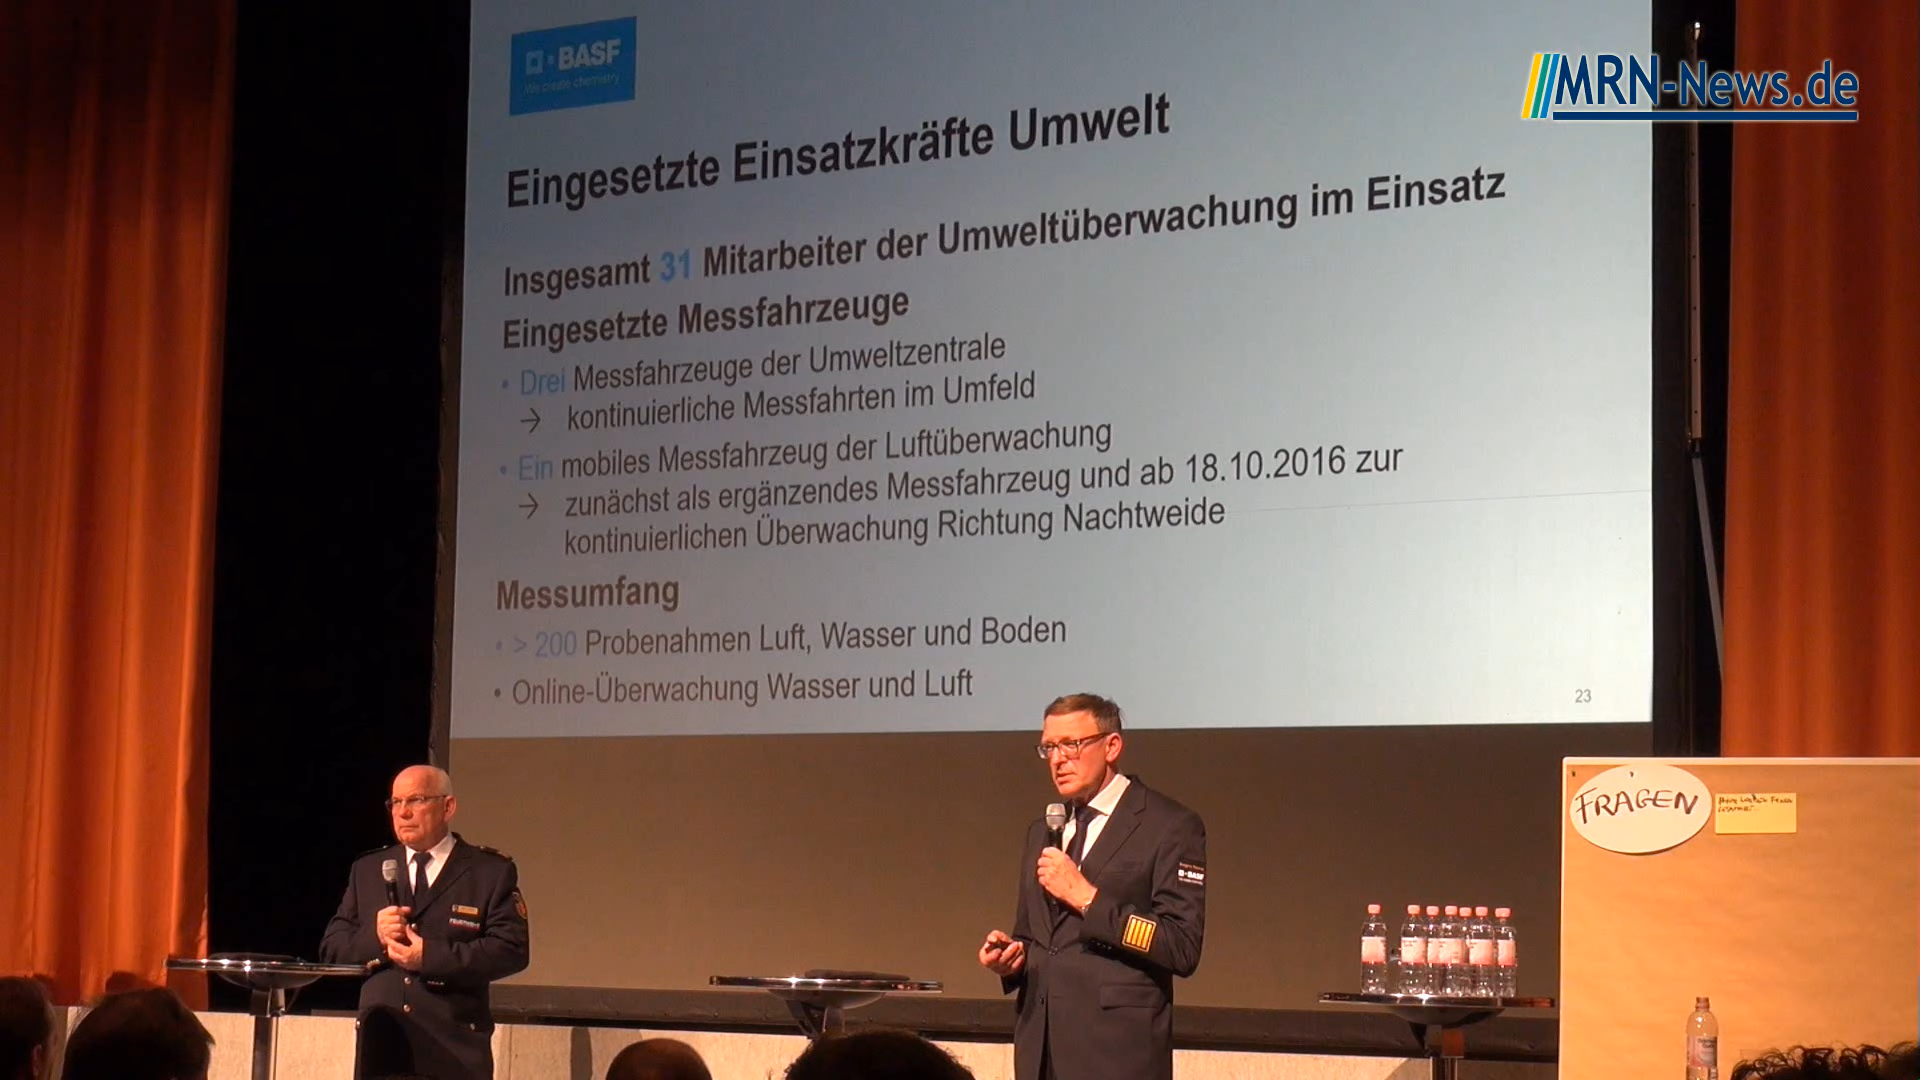 BASF
We create chemistry
MRN-News.de
Eingesetzte Einsatzkräfte Umwelt
Insgesamt 31 Mitarbeiter der Umweltüberwachung im Einsatz
Eingesetzte Messfahrzeuge
• Drei Messfahrzeuge der Umweltzentrale
→ kontinuierliche Messfahrten im Umfeld
• Ein mobiles Messfahrzeug der Luftüberwachung
→ zunächst als ergänzendes Messfahrzeug und ab 18.10.2016 zur
kontinuierlichen Überwachung Richtung Nachtweide
Messumfang
• > 200 Probenahmen Luft, Wasser und Boden
• Online-Überwachung Wasser und Luft
23
FRAGEN
FEUERWEHR
BASF